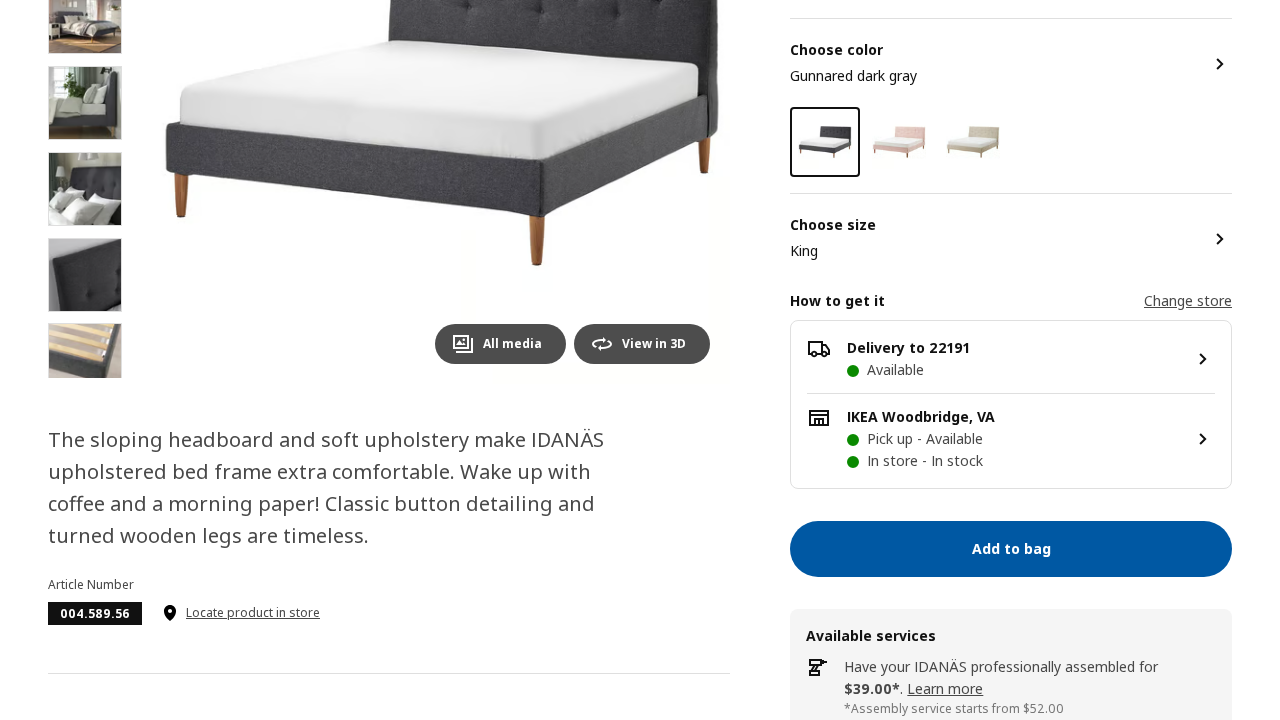 All media
View in 3D
The sloping headboard and soft upholstery make IDANÄS
upholstered bed frame extra comfortable. Wake up with
coffee and a morning paper! Classic button detailing and
turned wooden legs are timeless.
Article Number
004.589.56
Locate product in store
Choose color
Gunnared dark gray
Choose size
King
How to get it
Change store
Delivery to 22191
Available
IKEA Woodbridge, VA
Pick up - Available
In store - In stock
Add to bag
Available services
Have your IDANÄS professionally assembled for
$39.00*. Learn more
*Assembly service starts from $52.00